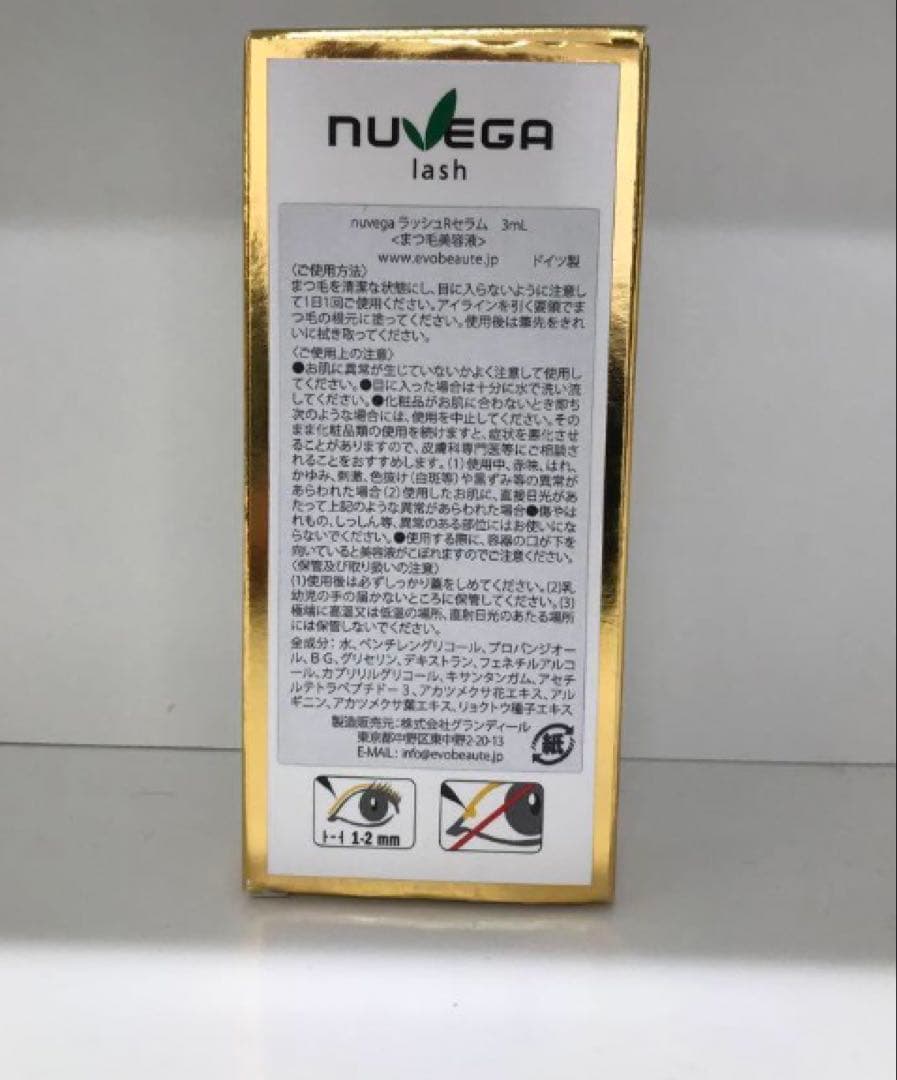 NUVEGA
lash
nuvega ラッシュRセラム 3mL
<まつ毛美容液>
www.evobeaute.jp ドイツ製
〈ご使用方法〉
まつ毛を清潔な状態にし、目に入らないように注意し
て1日1回ご使用ください。アイラインを引く要領でま
つ毛の根元に塗ってください。使用後は筆先をきれ
いに拭き取ってください。
〈ご使用上の注意〉
●お肌に異常が生じていないかよく注意して使用し
てください。●目に入った場合は十分に水で洗い流
してください。●化粧品がお肌に合わないとき即ち
次のような場合には、使用を中止してください。その
まま化粧品類の使用を続けますと、症状を悪化させ
ることがありますので、皮膚科専門医等にご相談さ
れることをおすすめします。(1)使用中、赤味、はれ、
かゆみ、刺激、色抜け(白斑等)や黒ずみ等の異常が
あらわれた場合(2)使用したお肌に、直接日光があ
たって上記のような異常があらわれた場合●傷やは
れもの、しっしん等、異常のある部位にはお使いにな
らないでください。●使用する際に、容器の口が下を
向いていると美容液がこぼれますのでご注意ください。
〈保管及び取り扱いの注意〉
(1)使用後は必ずしっかり蓋をしめてください。(2)乳
幼児の手の届かないところに保管してください。(3)
極端に高温又は低温の場所、直射日光のあたる場所
には保管しないでください。
全成分：水、ペンチレングリコール、プロパンジオー
ル、BG、グリセリン、デキストラン、フェネチルアルコ
ール、カプリリルグリコール、キサンタンガム、アセチ
ルテトラペプチドー3、アカツメクサ花エキス、アル
ギニン、アカツメクサ葉エキス、リョクトウ種子エキス
製造販売元：株式会社グランディール
東京都中野区東中野2-20-13
E-MAIL: info@evobeaute.jp
紙
1-2 mm